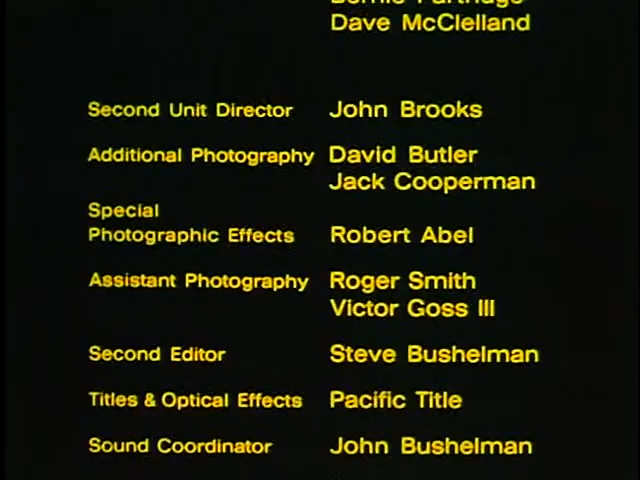 Dave McClelland
Second Unit Director John Brooks
Additional Photography David Butler
Jack Cooperman
Special
Photographic Effects Robert Abel
Assistant Photography Roger Smith
Victor Goss III
Second Editor Steve Bushelman
Titles & Optical Effects Pacific Title
Sound Coordinator John Bushelman